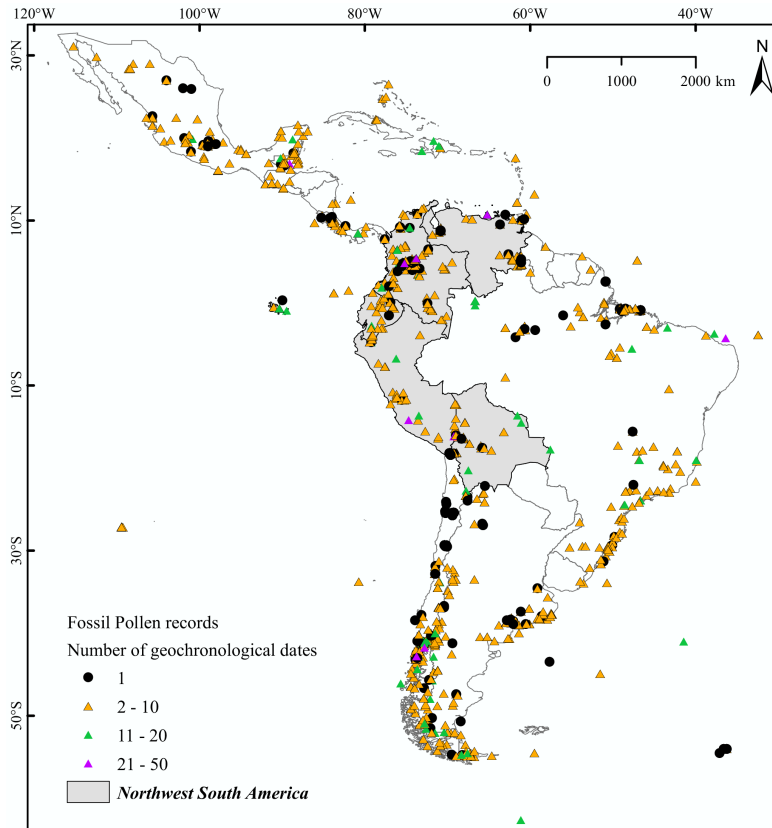 120°W 100°W 80°W 60°W 40°W
30°N
N
0 1000 2000 km
10°N
10°S
30°S
Fossil Pollen records
Number of geochronological dates
1
2 - 10
50°S
11 - 20
21 - 50
Northwest South America